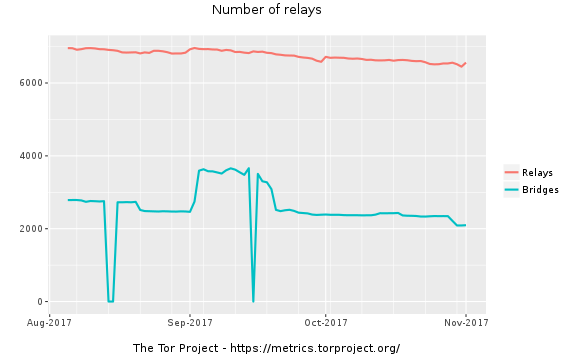 Number of relays
6000
4000
2000
0
Aug-2017
Sep-2017
Oct-2017
Nov-2017
Relays
Bridges
The Tor Project - https://metrics.torproject.org/